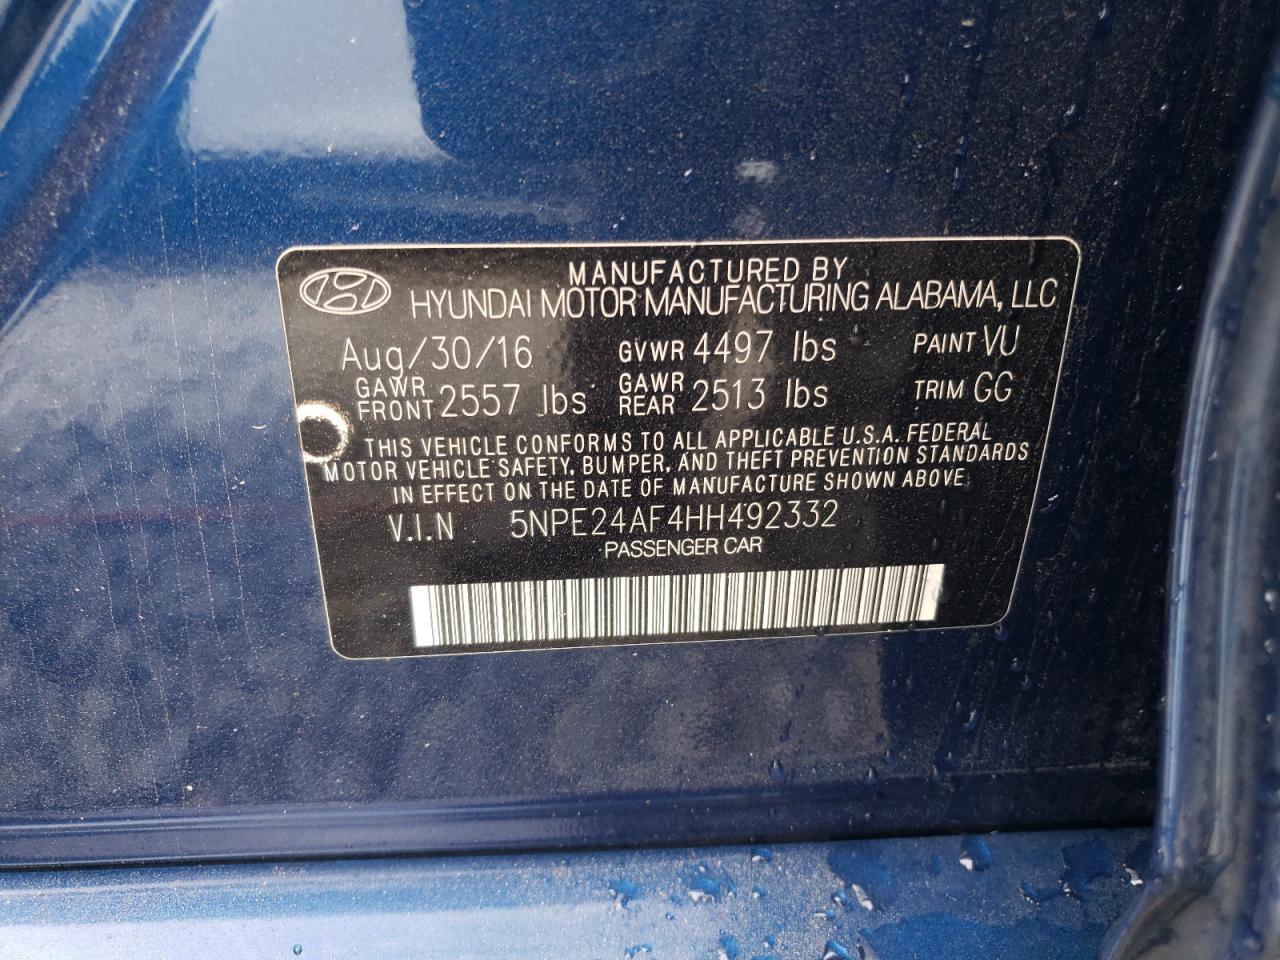 MANUFACTURED BY
HYUNDAI MOTOR MANUFACTURING ALABAMA, LLC
Aug/30/16 GVWR 4497 lbs PAINT VU
GAWR FRONT 2557 lbs GAWR REAR 2513 lbs TRIM GG
THIS VEHICLE CONFORMS TO ALL APPLICABLE U.S.A. FEDERAL
MOTOR VEHICLE SAFETY, BUMPER, AND THEFT PREVENTION STANDARDS
IN EFFECT ON THE DATE OF MANUFACTURE SHOWN ABOVE
V.I.N 5NPE24AF4HH492332
PASSENGER CAR